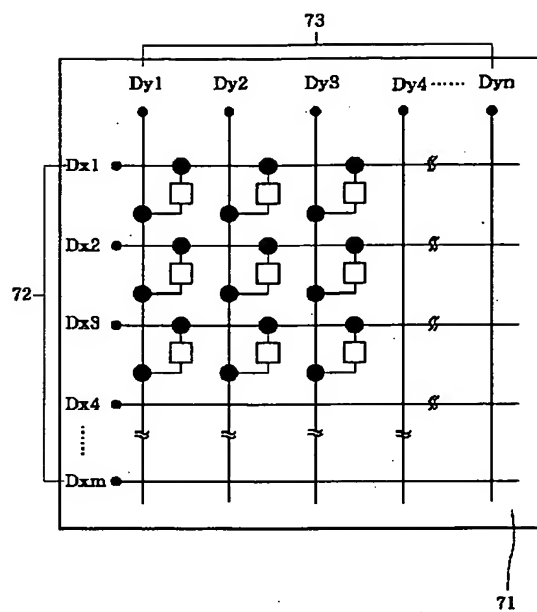 73
Dy1 Dy2 Dy3 Dy4 ...... Dyn
Dx1
Dx2
72
Dx3
Dx4
......
Dxm
71